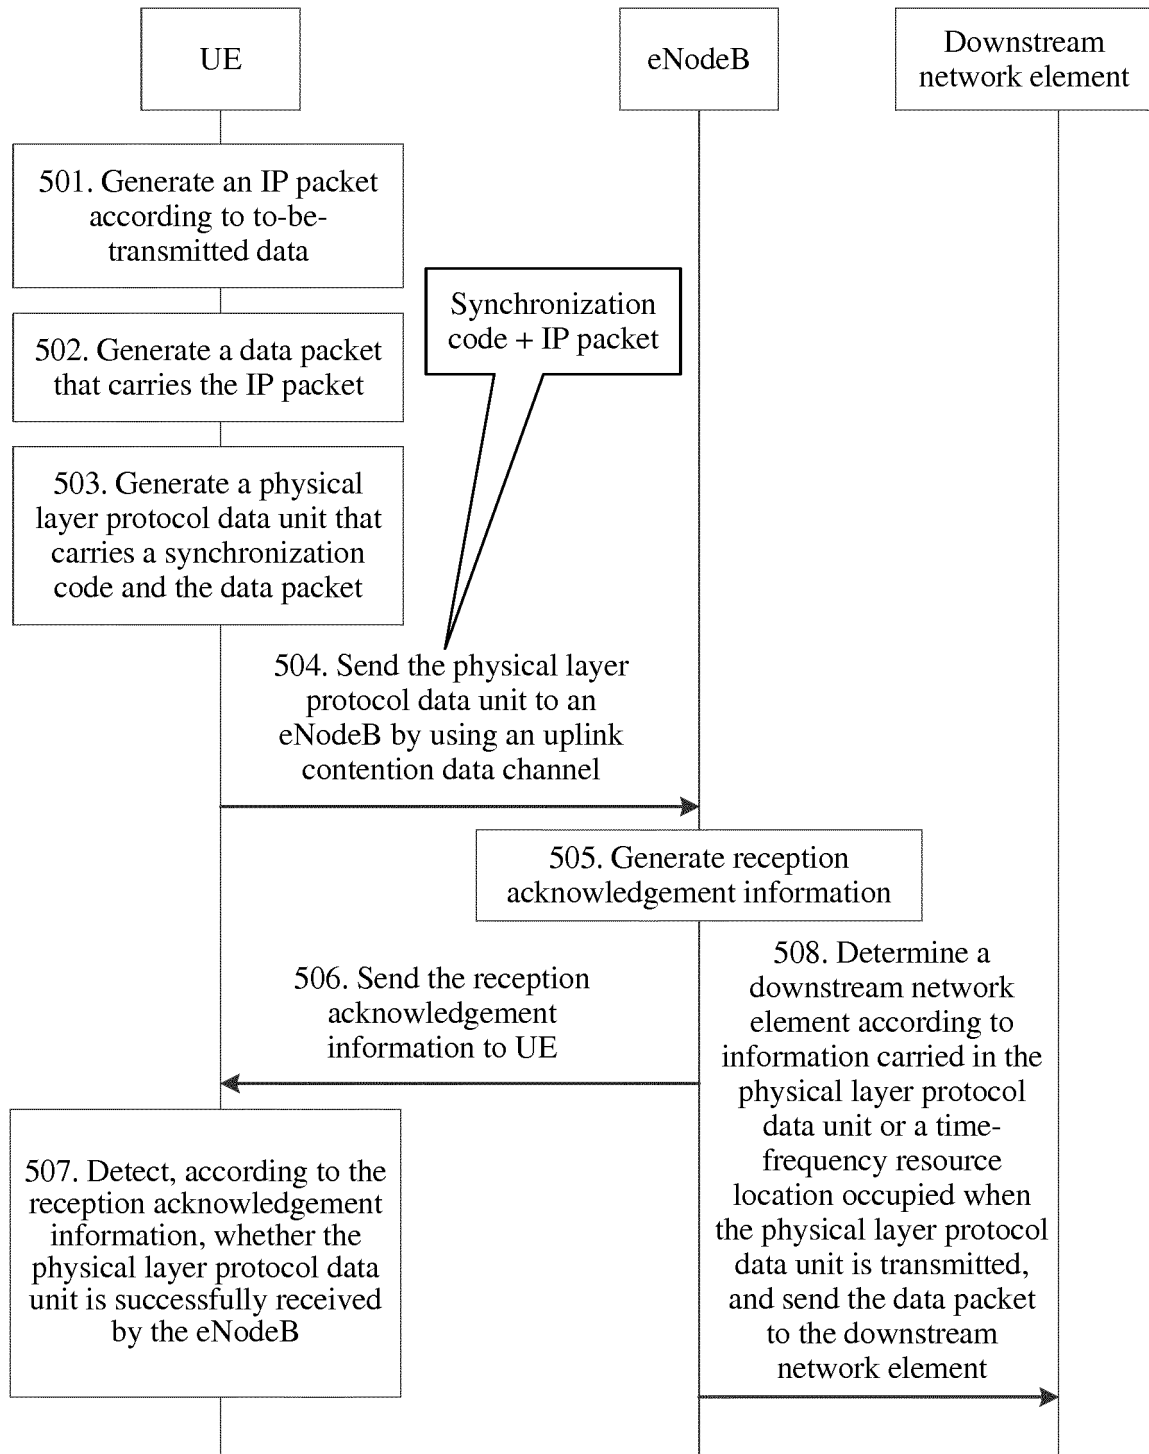 UE
eNodeB
Downstream
network element
501. Generate an IP packet
according to to-be-
transmitted data
Synchronization
code + IP packet
502. Generate a data packet
that carries the IP packet
503. Generate a physical
layer protocol data unit that
carries a synchronization
code and the data packet
504. Send the physical layer
protocol data unit to an
eNodeB by using an uplink
contention data channel
505. Generate reception
acknowledgement information
506. Send the reception
acknowledgement
information to UE
508. Determine a
downstream network
element according to
information carried in the
physical layer protocol
data unit or a time-
frequency resource
location occupied when
the physical layer protocol
data unit is transmitted,
and send the data packet
to the downstream
network element
507. Detect, according to the
reception acknowledgement
information, whether the
physical layer protocol data
unit is successfully received
by the eNodeB